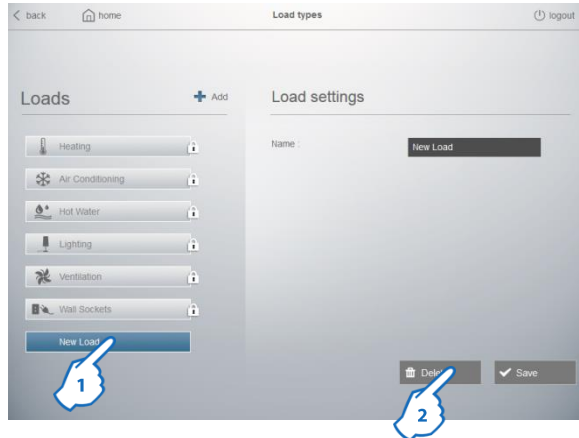 < back
home
Load types
logout
Loads
Add
Load settings
Heating
Name :
New Load
Air Conditioning
Hot Water
Lighting
Ventilation
Wall Sockets
New Load
1
Save
2